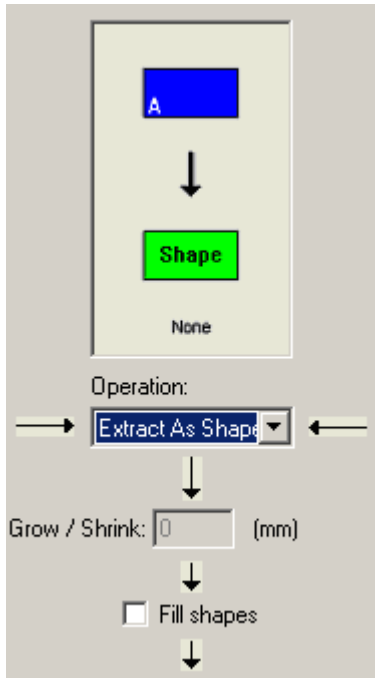 A
Shape
None
Operation:
Extract As Shape
Grow / Shrink: 0 (mm)
Fill shapes